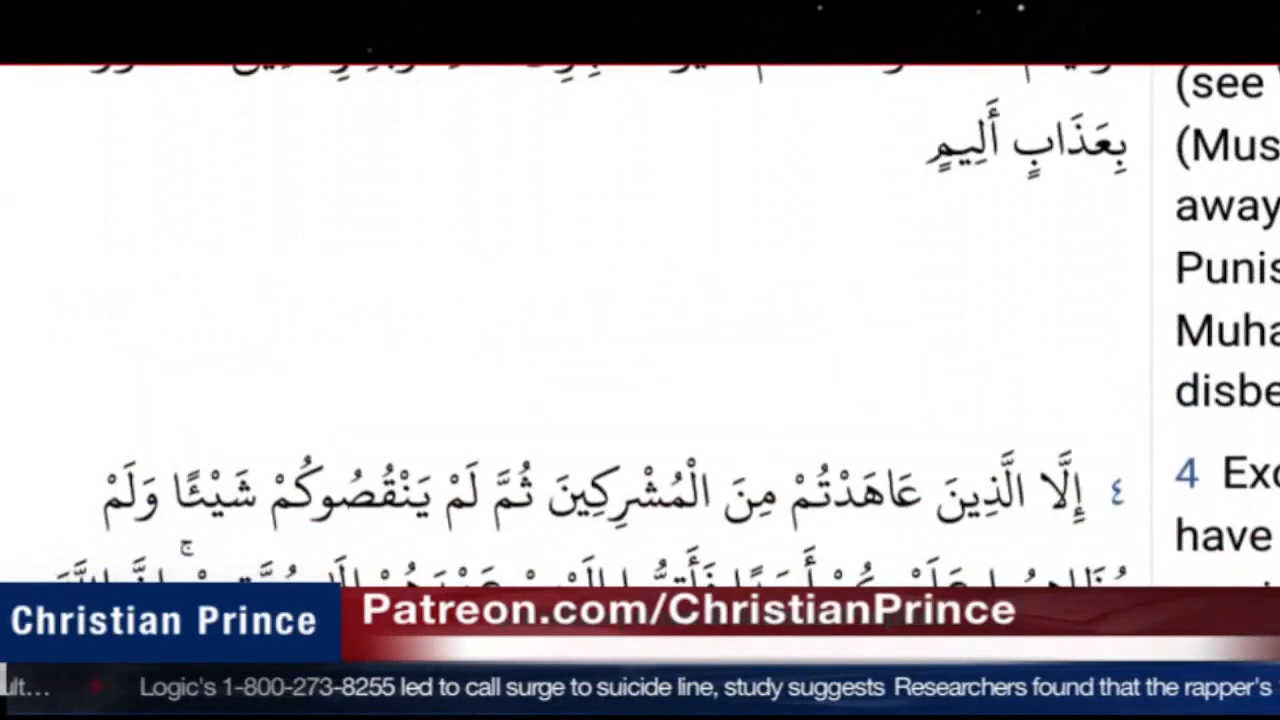 بِعَذَابٍ أَلِيمٍ
٤ إِلَّا الَّذِينَ عَاهَدْتُمْ مِنَ الْمُشْرِكِينَ ثُمَّ لَمْ يَنْقُصُوكُمْ شَيْئًا وَلَمْ
(see
(Mus
away
Punis
Muha
disbe
4 Exc
have
Christian Prince
Patreon.com/ChristianPrince
ult… Logic's 1-800-273-8255 led to call surge to suicide line, study suggests Researchers found that the rapper's